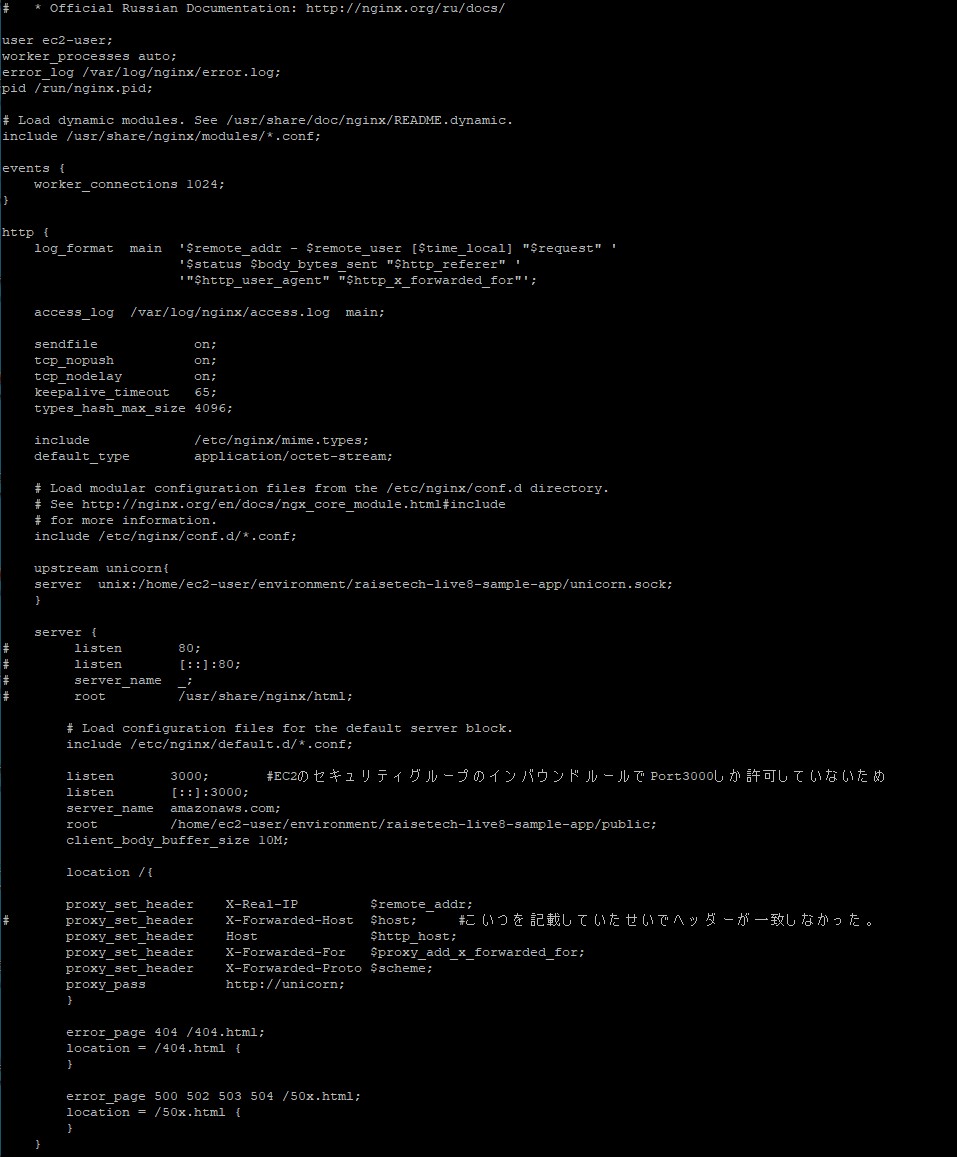 #   * Official Russian Documentation: http://nginx.org/ru/docs/
user ec2-user;
worker_processes auto;
error_log /var/log/nginx/error.log;
pid /run/nginx.pid;
# Load dynamic modules. See /usr/share/doc/nginx/README.dynamic.
include /usr/share/nginx/modules/*.conf;
events {
    worker_connections 1024;
}
http {
    log_format  main  '$remote_addr - $remote_user [$time_local] "$request" '
                      '$status $body_bytes_sent "$http_referer" '
                      '"$http_user_agent" "$http_x_forwarded_for"';
    access_log  /var/log/nginx/access.log  main;
    sendfile            on;
    tcp_nopush          on;
    tcp_nodelay         on;
    keepalive_timeout   65;
    types_hash_max_size 4096;
    include             /etc/nginx/mime.types;
    default_type        application/octet-stream;
    # Load modular configuration files from the /etc/nginx/conf.d directory.
    # See http://nginx.org/en/docs/ngx_core_module.html#include
    # for more information.
    include /etc/nginx/conf.d/*.conf;
    upstream unicorn{
    server  unix:/home/ec2-user/environment/raisetech-live8-sample-app/unicorn.sock;
    }
    server {
#        listen       80;
#        listen       [::]:80;
#        server_name  _;
#        root         /usr/share/nginx/html;
        # Load configuration files for the default server block.
        include /etc/nginx/default.d/*.conf;
        listen       3000;       #EC2のセキュリティグループのインバウンドルールでPort3000しか許可していないため
        listen       [::]:3000;
        server_name  amazonaws.com;
        root         /home/ec2-user/environment/raisetech-live8-sample-app/public;
        client_body_buffer_size 10M;
        location /{
        proxy_set_header    X-Real-IP         $remote_addr;
#       proxy_set_header    X-Forwarded-Host  $host;     #こいつを記載していたせいでヘッダーが一致しなかった。
        proxy_set_header    Host              $http_host;
        proxy_set_header    X-Forwarded-For   $proxy_add_x_forwarded_for;
        proxy_set_header    X-Forwarded-Proto $scheme;
        proxy_pass          http://unicorn;
        }
        error_page 404 /404.html;
        location = /404.html {
        }
        error_page 500 502 503 504 /50x.html;
        location = /50x.html {
        }
    }